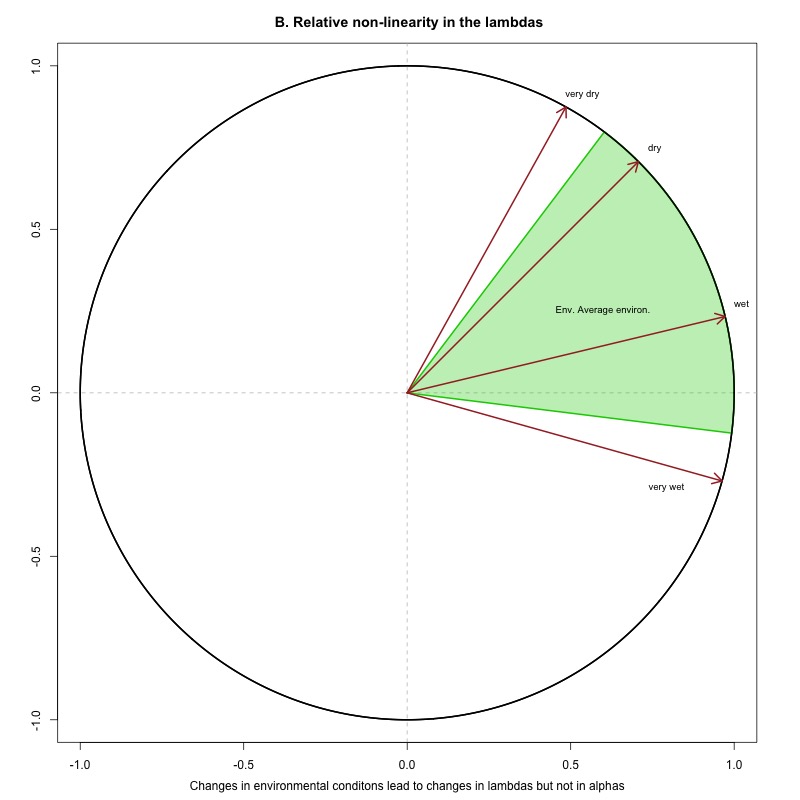 B. Relative non-linearity in the lambdas
1.0
very dry
dry
0.5
wet
Env. Average environ.
0.0
very wet
-0.5
-1.0
-1.0 -0.5 0.0 0.5 1.0
Changes in environmental conditons lead to changes in lambdas but not in alphas